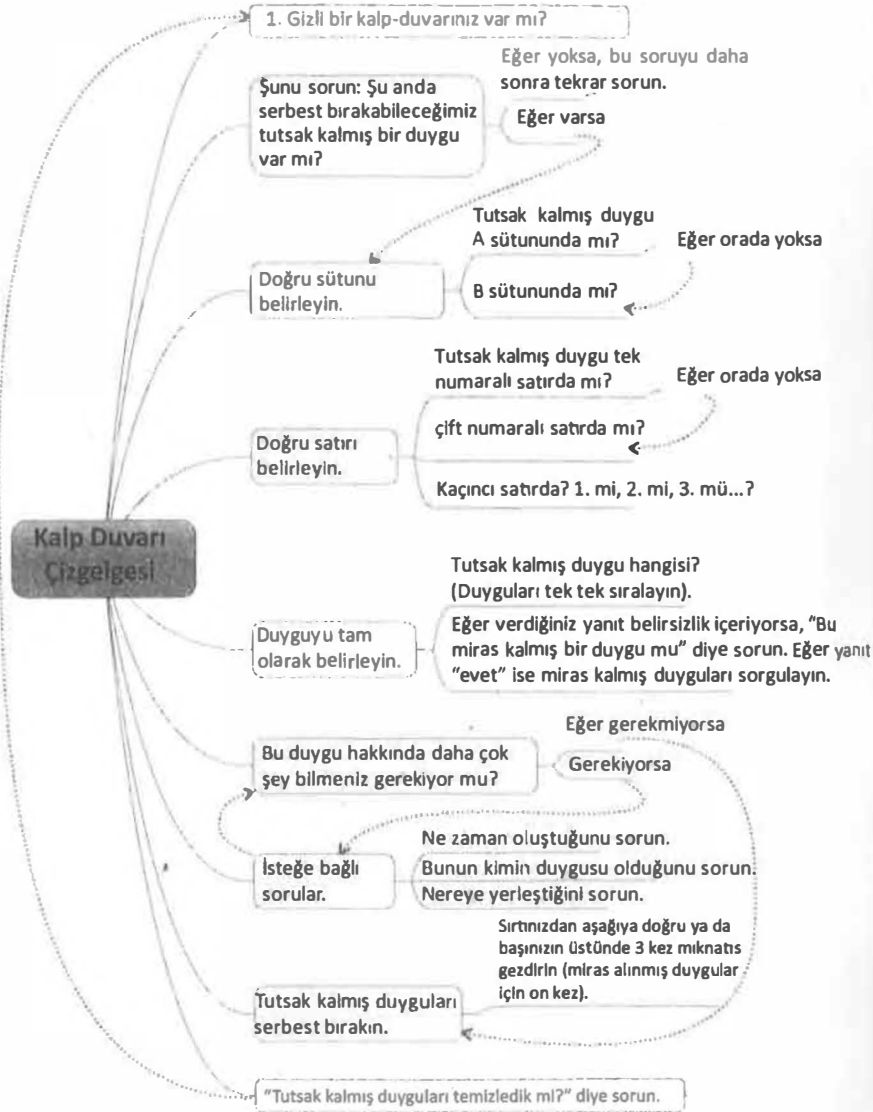 1. Gizli bir kalp-duvarınız var mı?
Eğer yoksa, bu soruyu daha
sonra tekrar sorun.
Şunu sorun: Şu anda
serbest bırakabileceğimiz
tutsak kalmış bir duygu
var mı?
Eğer varsa
Tutsak kalmış duygu
A sütununda mı?
Eğer orada yoksa
Doğru sütunu
belirleyin.
B sütununda mı?
Tutsak kalmış duygu tek
numaralı satırda mı?
Eğer orada yoksa
çift numaralı satırda mı?
Doğru satırı
belirleyin.
Kaçıncı satırda? 1. mi, 2. mi, 3. mü...?
Kalp Duvarı
Çizgelgesi
Tutsak kalmış duygu hangisi?
(Duyguları tek tek sıralayın).
Duyguyu tam
olarak belirleyin.
Eğer verdiğiniz yanıt belirsizlik içeriyorsa, “Bu
miras kalmış bir duygu mu” diye sorun. Eğer yanıt
“evet” ise miras kalmış duyguları sorgulayın.
Eğer gerekmiyorsa
Bu duygu hakkında daha çok
şey bilmeniz gerekiyor mu?
Gerekiyorsa
Ne zaman oluştuğunu sorun.
İsteğe bağlı
sorular.
Bunun kimin duygusu olduğunu sorun.
Nereye yerleştiğini sorun.
Sırtınızdan aşağıya doğru ya da
başınızın üstünde 3 kez mıknatıs
gezdirin (miras alınmış duygular
için on kez).
Tutsak kalmış duyguları
serbest bırakın.
“Tutsak kalmış duyguları temizledik mi?” diye sorun.